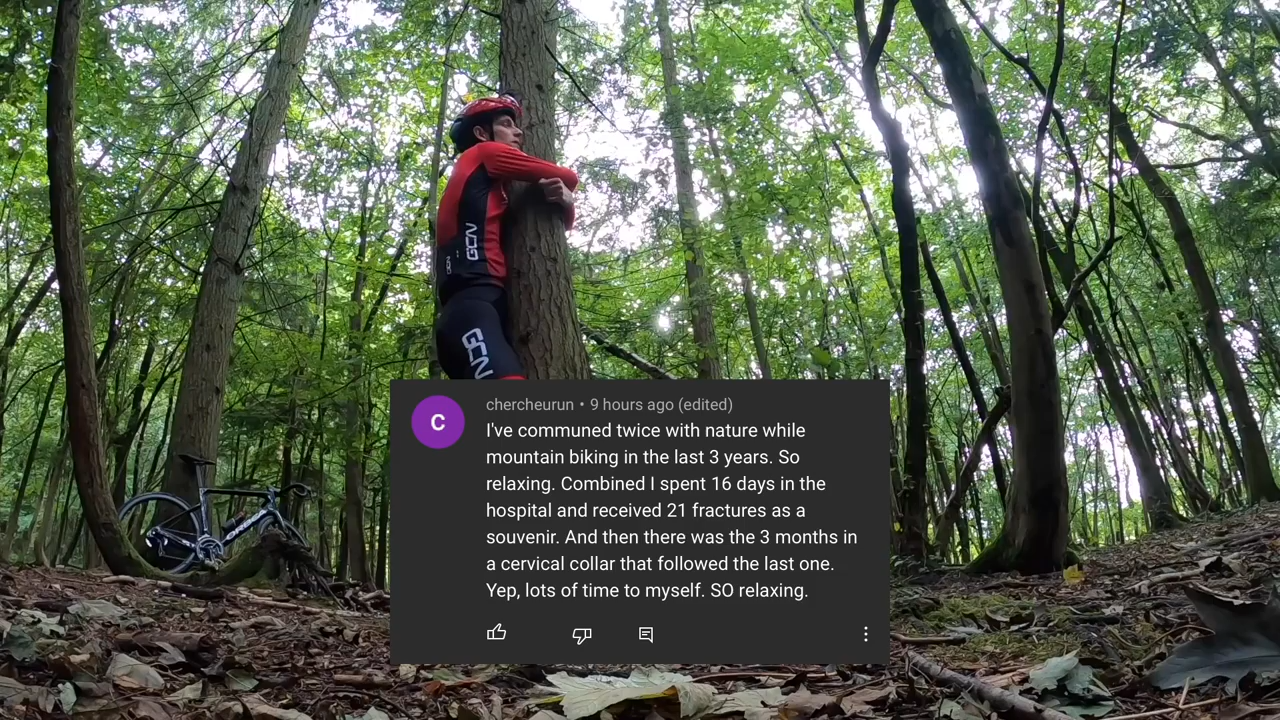 GCN
GCN
GCN
chercheurun • 9 hours ago (edited)
I've communed twice with nature while
mountain biking in the last 3 years. So
relaxing. Combined I spent 16 days in the
hospital and received 21 fractures as a
souvenir. And then there was the 3 months in
a cervical collar that followed the last one.
Yep, lots of time to myself. SO relaxing.
C